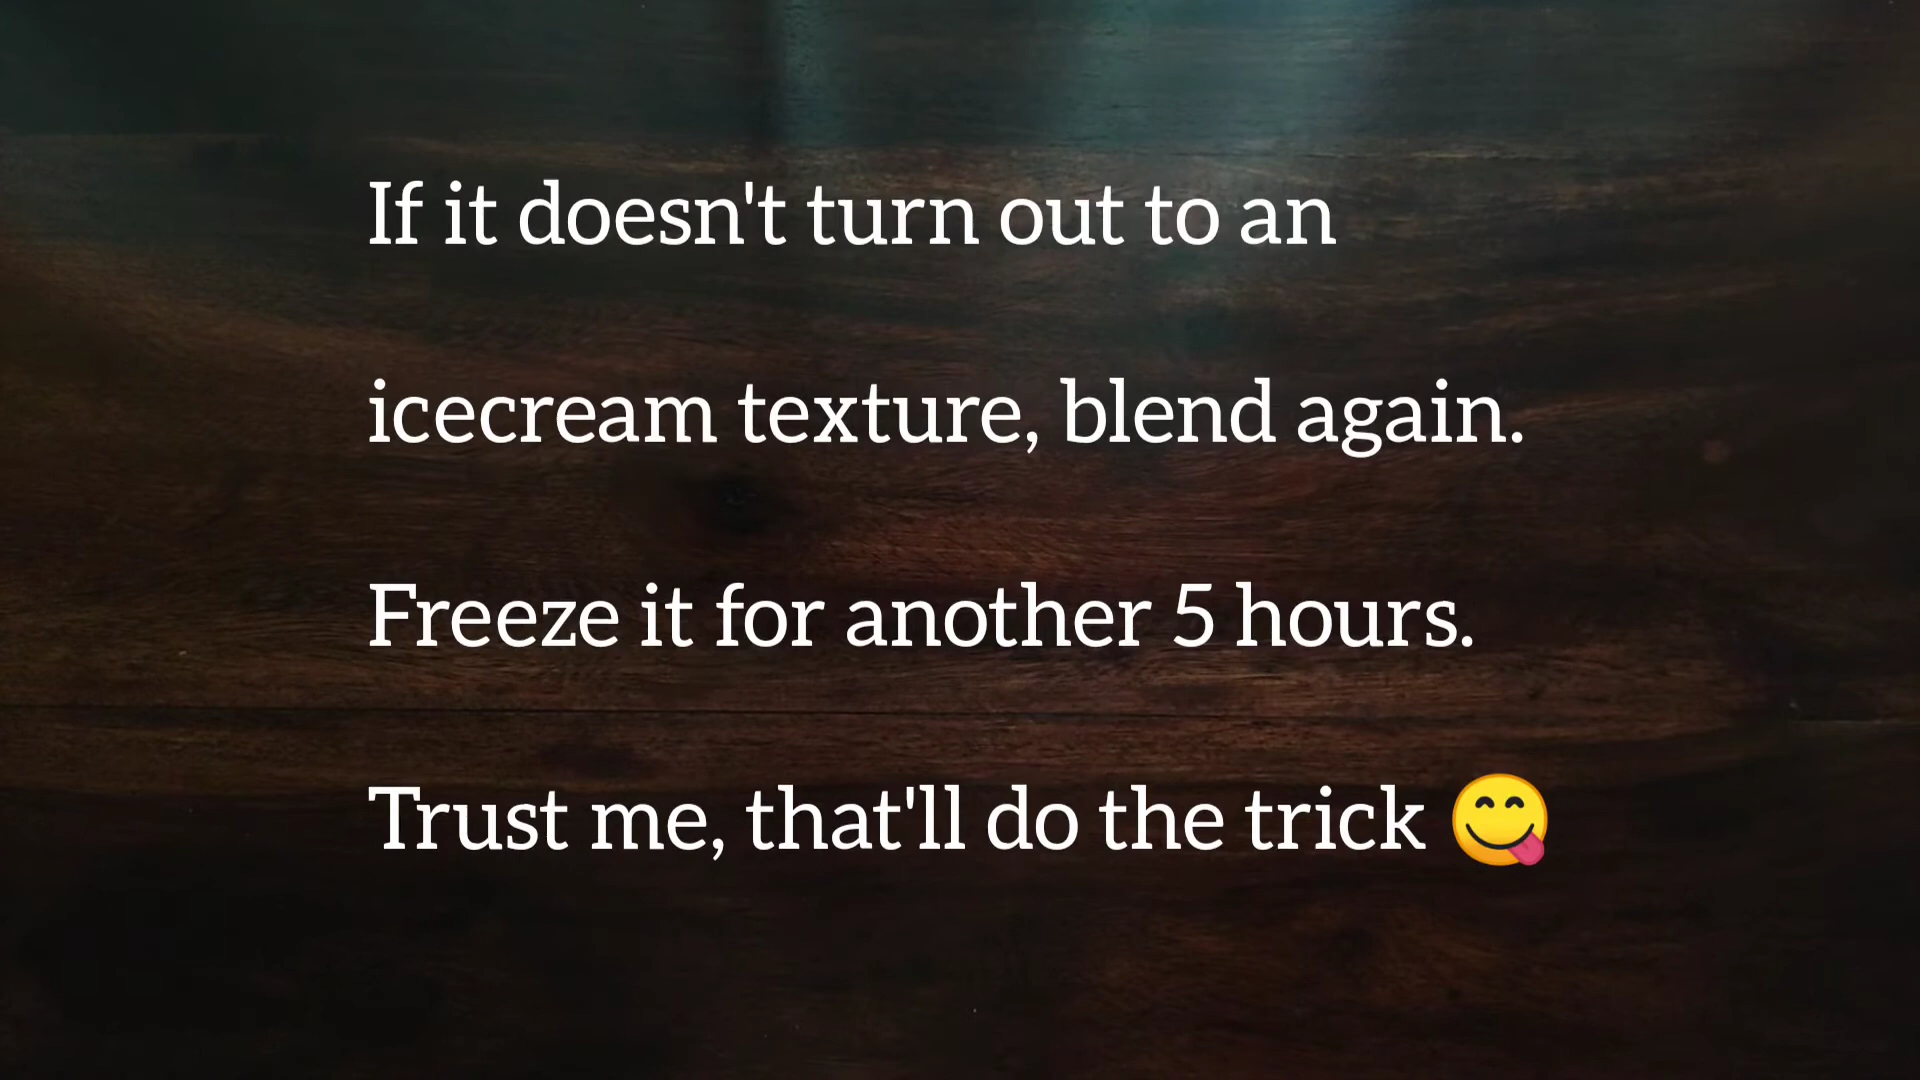 If it doesn't turn out to an
icecream texture, blend again.
Freeze it for another 5 hours.
Trust me, that'll do the trick 😋